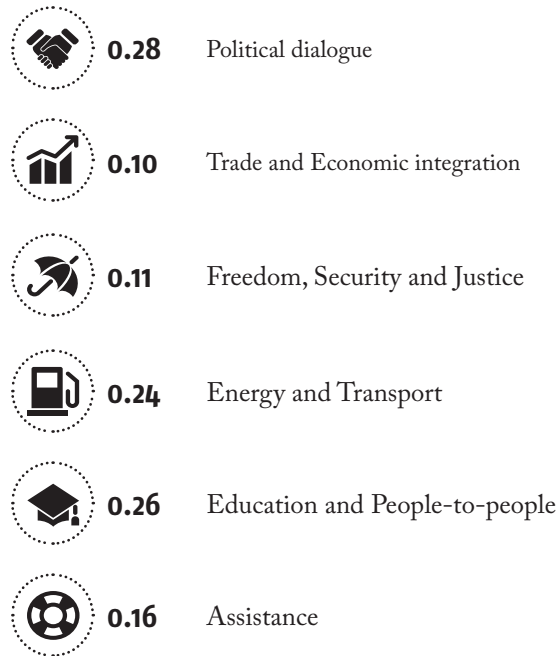 0.28 Political dialogue
0.10 Trade and Economic integration
0.11 Freedom, Security and Justice
0.24 Energy and Transport
0.26 Education and People-to-people
0.16 Assistance